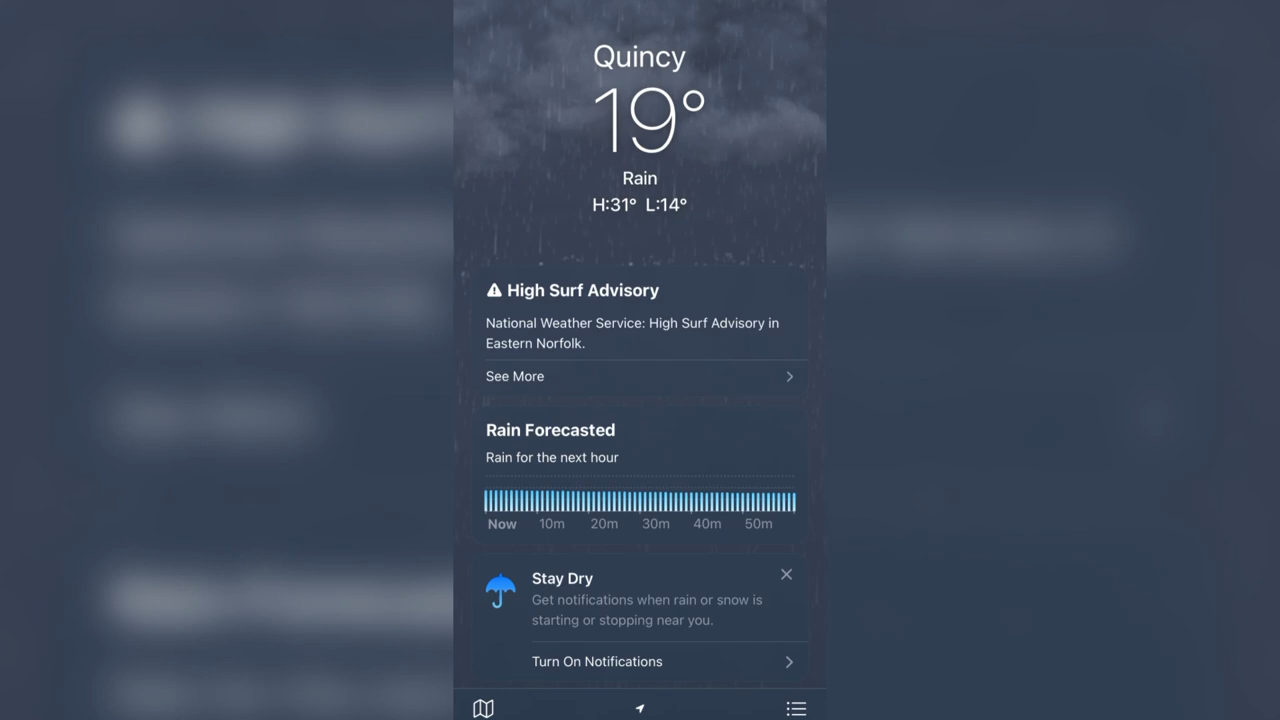 Quincy
19°
Rain
H:31° L:14°
High Surf Advisory
National Weather Service: High Surf Advisory in
Eastern Norfolk.
See More
Rain Forecasted
Rain for the next hour
Now 10m 20m 30m 40m 50m
Stay Dry
Get notifications when rain or snow is
starting or stopping near you.
Turn On Notifications